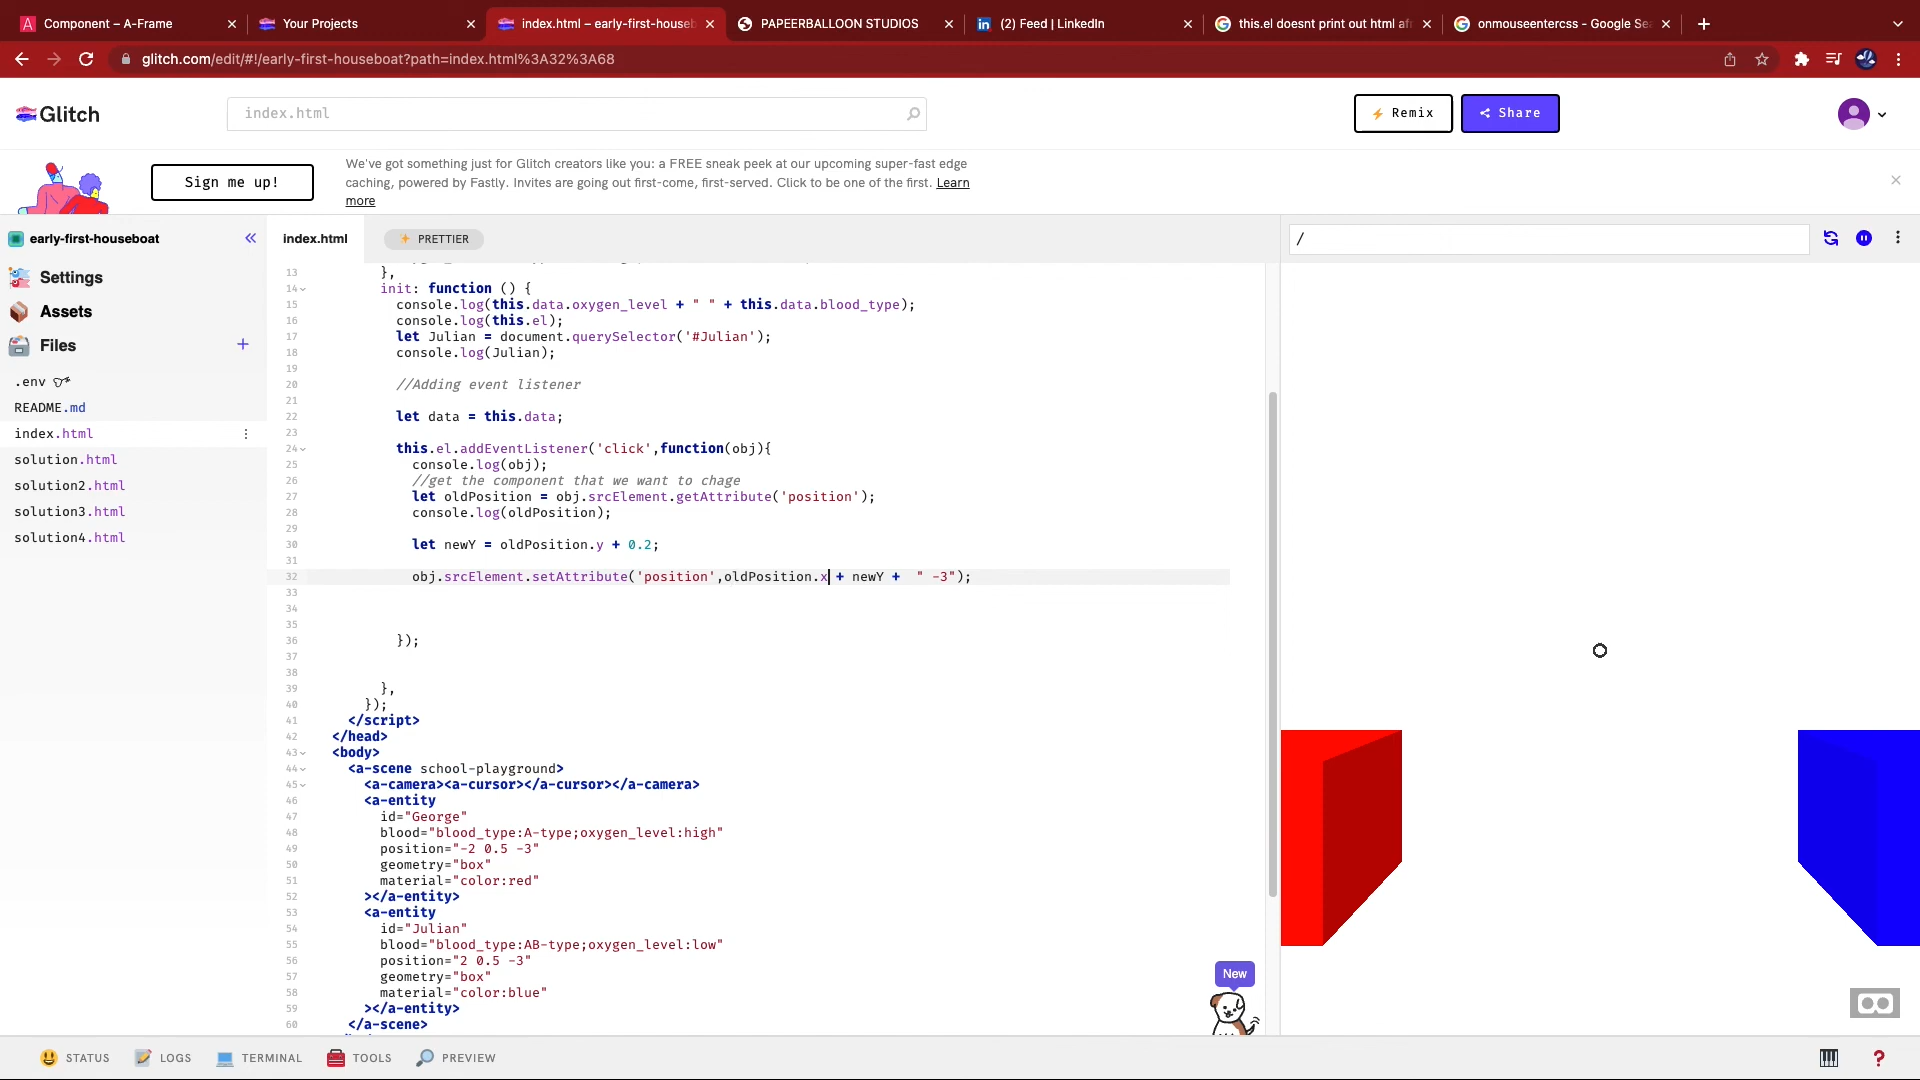 Component – A-Frame
Your Projects
index.html – early-first-houseb
PAPEERBALLOON STUDIOS
(2) Feed | LinkedIn
this.el doesnt print out html af
onmouseentercss - Google Se
glitch.com/edit/#!/early-first-houseboat?path=index.html%3A32%3A68
Glitch
index.html
Remix
Share
Sign me up!
We've got something just for Glitch creators like you: a FREE sneak peek at our upcoming super-fast edge
caching, powered by Fastly. Invites are going out first-come, first-served. Click to be one of the first. Learn
more
early-first-houseboat
index.html
PRETTIER
/
Settings
Assets
Files
.env
README.md
index.html
solution.html
solution2.html
solution3.html
solution4.html
13 },
14 init: function () {
15 console.log(this.data.oxygen_level + " " + this.data.blood_type);
16 console.log(this.el);
17 let Julian = document.querySelector('#Julian');
18 console.log(Julian);
19
20 //Adding event listener
21
22 let data = this.data;
23
24 this.el.addEventListener('click',function(obj){
25 console.log(obj);
26 //get the component that we want to chage
27 let oldPosition = obj.srcElement.getAttribute('position');
28 console.log(oldPosition);
29
30 let newY = oldPosition.y + 0.2;
31
32 obj.srcElement.setAttribute('position',oldPosition.x + newY +  " -3");
33
34
35
36 });
37
38
39 },
40 });
41 </script>
42 </head>
43 <body>
44 <a-scene school-playground>
45 <a-camera><a-cursor></a-cursor></a-camera>
46 <a-entity
47 id="George"
48 blood="blood_type:A-type;oxygen_level:high"
49 position="-2 0.5 -3"
50 geometry="box"
51 material="color:red"
52 ></a-entity>
53 <a-entity
54 id="Julian"
55 blood="blood_type:AB-type;oxygen_level:low"
56 position="2 0.5 -3"
57 geometry="box"
58 material="color:blue"
59 ></a-entity>
60 </a-scene>
New
STATUS
LOGS
TERMINAL
TOOLS
PREVIEW
?